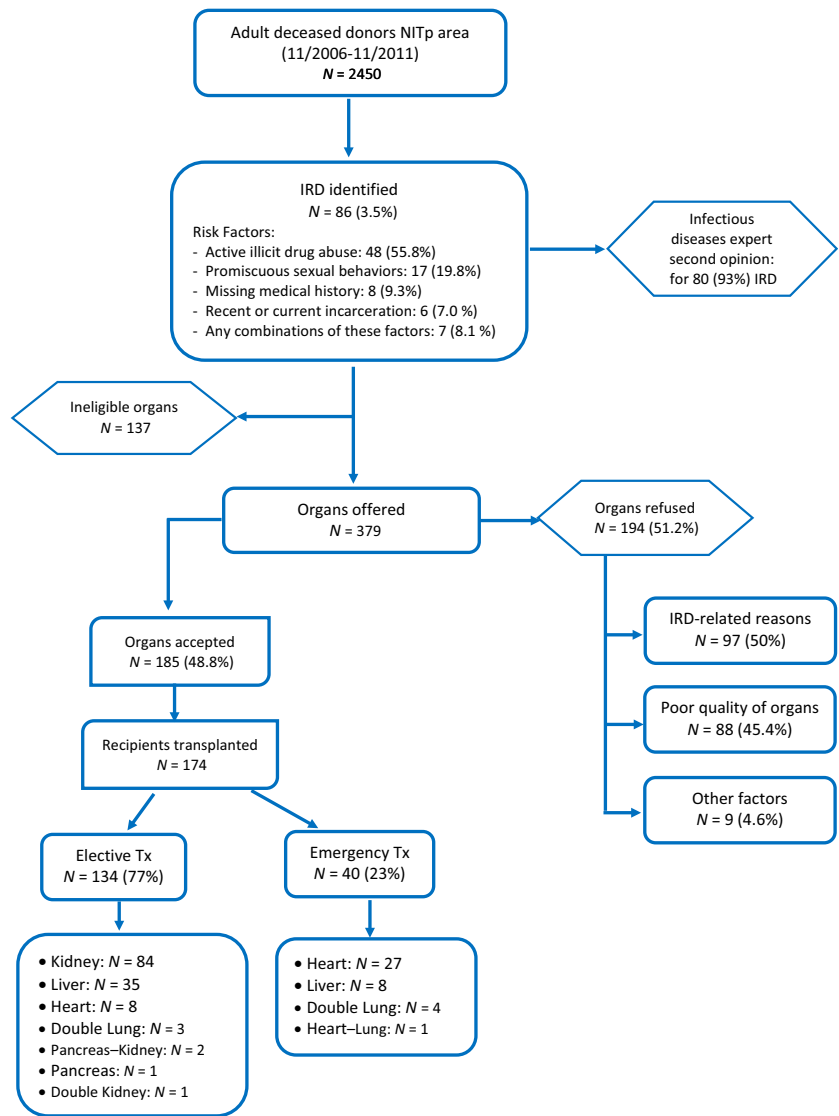 Adult deceased donors NITp area
(11/2006-11/2011)
N = 2450
IRD identified
N = 86 (3.5%)
Risk Factors:
- Active illicit drug abuse: 48 (55.8%)
- Promiscuous sexual behaviors: 17 (19.8%)
- Missing medical history: 8 (9.3%)
- Recent or current incarceration: 6 (7.0 %)
- Any combinations of these factors: 7 (8.1 %)
Infectious
diseases expert
second opinion:
for 80 (93%) IRD
Ineligible organs
N = 137
Organs offered
N = 379
Organs refused
N = 194 (51.2%)
IRD-related reasons
N = 97 (50%)
Poor quality of organs
N = 88 (45.4%)
Other factors
N = 9 (4.6%)
Organs accepted
N = 185 (48.8%)
Recipients transplanted
N = 174
Elective Tx
N = 134 (77%)
Emergency Tx
N = 40 (23%)
• Kidney: N = 84
• Liver: N = 35
• Heart: N = 8
• Double Lung: N = 3
• Pancreas–Kidney: N = 2
• Pancreas: N = 1
• Double Kidney: N = 1
• Heart: N = 27
• Liver: N = 8
• Double Lung: N = 4
• Heart–Lung: N = 1